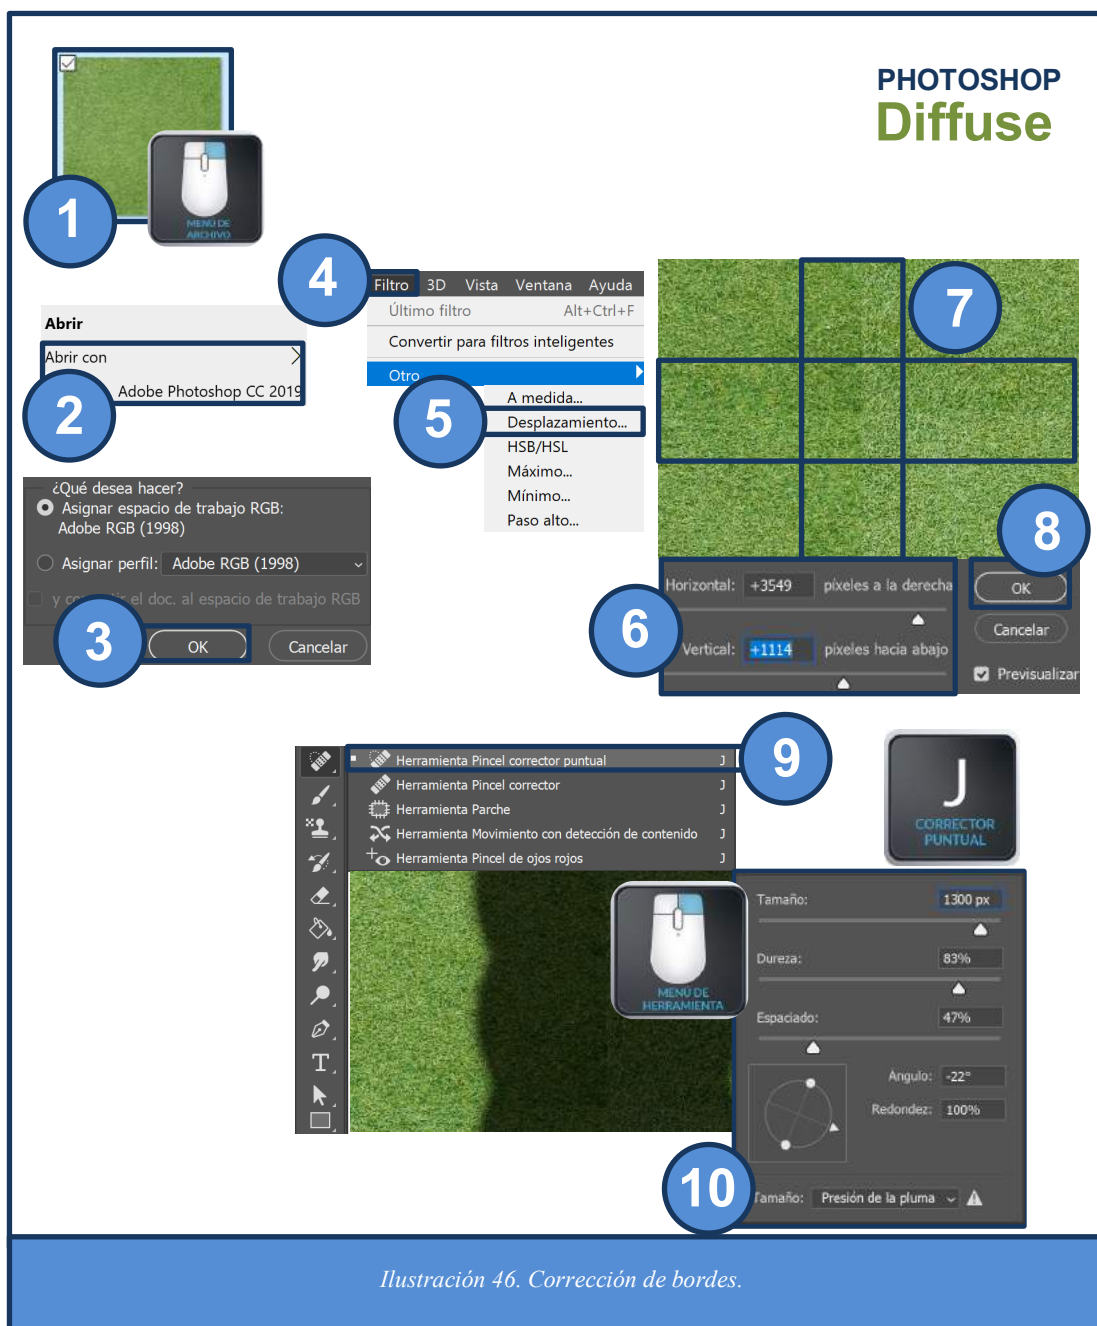 PHOTOSHOP
Diffuse
MENÚ DE
ARCHIVO
1
Abrir
Abrir con
Adobe Photoshop CC 2019
2
¿Qué desea hacer?
Asignar espacio de trabajo RGB:
Adobe RGB (1998)
Asignar perfil: Adobe RGB (1998)
el doc. al espacio de trabajo RGB
3
OK
Cancelar
4
Filtro 3D Vista Ventana Ayuda
Último filtro Alt+Ctrl+F
Convertir para filtros inteligentes
Otro
5
A medida...
Desplazamiento...
HSB/HSL
Máximo...
Mínimo...
Paso alto...
7
8
6
Horizontal: +3549 píxeles a la derecha
Vertical: +1114 píxeles hacia abajo
OK
Cancelar
Previsualizar
9
Herramienta Pincel corrector puntual J
Herramienta Pincel corrector J
Herramienta Parche J
Herramienta Movimiento con detección de contenido J
Herramienta Pincel de ojos rojos J
T
J
CORRECTOR
PUNTUAL
MENÚ DE
HERRAMIENTA
Tamaño: 1300 px
Dureza: 83%
Espaciado: 47%
Ángulo: -22°
Redondez: 100%
10
Tamaño: Presión de la pluma
Ilustración 46. Corrección de bordes.